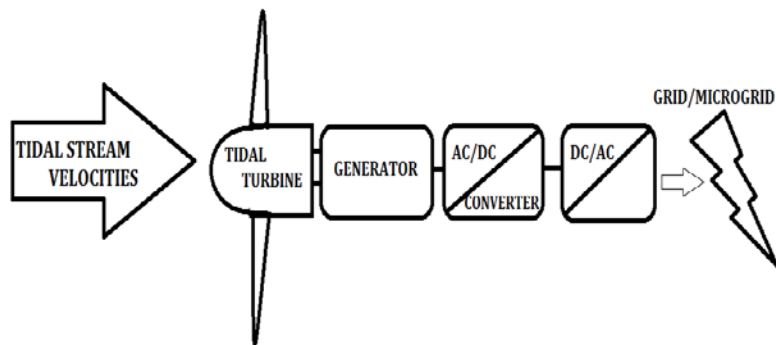 TIDAL STREAM
VELOCITIES
TIDAL
TURBINE
GENERATOR
AC/DC
CONVERTER
DC/AC
GRID/MICROGRID